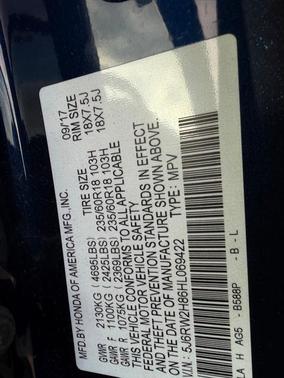 MFD. BY HONDA OF AMERICA MFG., INC. 09/'17
TIRE SIZE RIM SIZE
GVWR 2130KG (4695LBS) 235/60R18 103H 18X7.5J
GAWR F 1100KG (2425LBS) 235/60R18 103H 18X7.5J
GAWR R 1075KG (2369LBS)
THIS VEHICLE CONFORMS TO ALL APPLICABLE
FEDERAL MOTOR VEHICLE SAFETY
AND THEFT PREVENTION STANDARDS IN EFFECT
ON THE DATE OF MANUFACTURE SHOWN ABOVE.
V.I.N.: 5J6RW2H86HL069422 TYPE: MPV
LA H AG5 - B588P - B - L